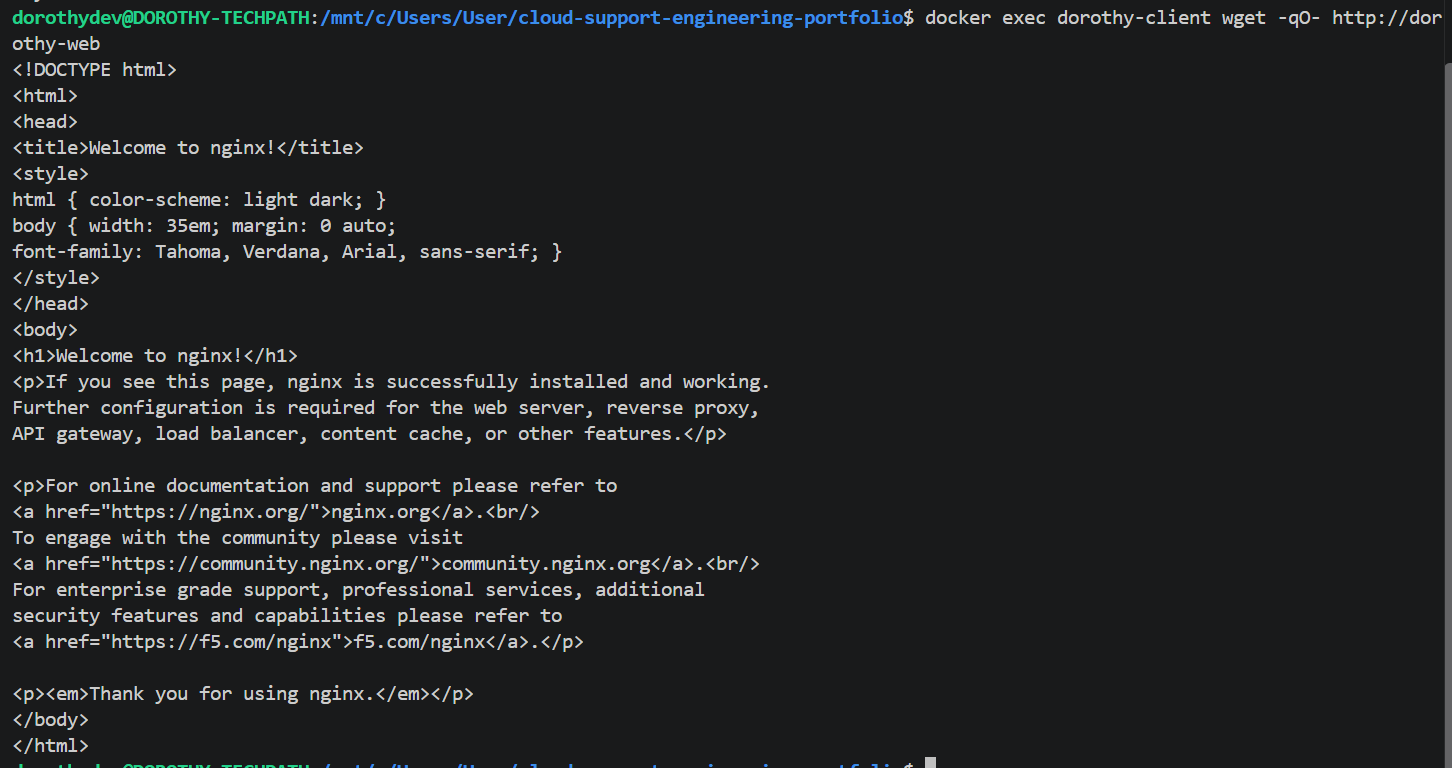 dorothydev@DOROTHY-TECHPATH:/mnt/c/Users/User/cloud-support-engineering-portfolio$ docker exec dorothy-client wget -qO- http://dor
othy-web
<!DOCTYPE html>
<html>
<head>
<title>Welcome to nginx!</title>
<style>
html { color-scheme: light dark; }
body { width: 35em; margin: 0 auto;
font-family: Tahoma, Verdana, Arial, sans-serif; }
</style>
</head>
<body>
<h1>Welcome to nginx!</h1>
<p>If you see this page, nginx is successfully installed and working.
Further configuration is required for the web server, reverse proxy,
API gateway, load balancer, content cache, or other features.</p>

<p>For online documentation and support please refer to
<a href="https://nginx.org/">nginx.org</a>.<br/>
To engage with the community please visit
<a href="https://community.nginx.org/">community.nginx.org</a>.<br/>
For enterprise grade support, professional services, additional
security features and capabilities please refer to
<a href="https://f5.com/nginx">f5.com/nginx</a>.</p>

<p><em>Thank you for using nginx.</em></p>
</body>
</html>